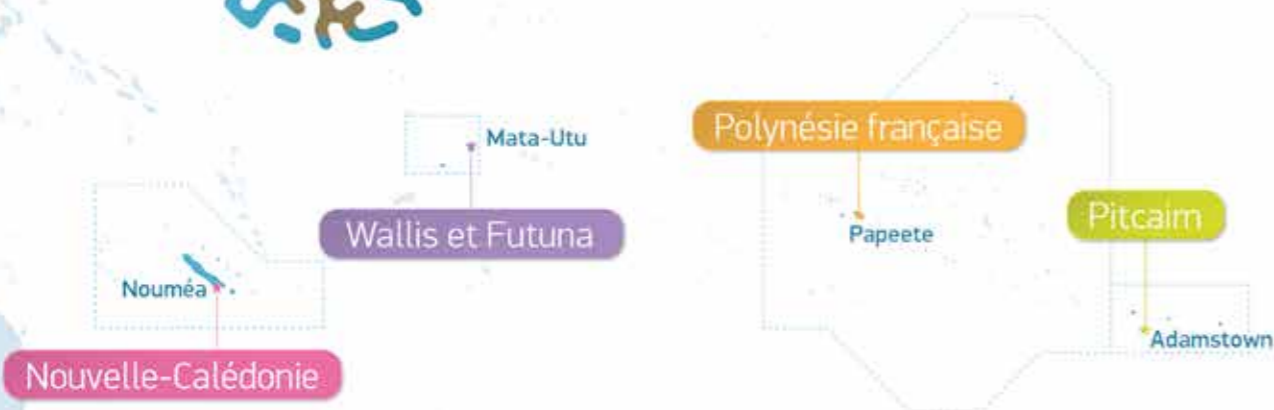 Mata-Utu
Polynésie française
Wallis et Futuna
Pitcairn
Papeete
Nouméa
Adamstown
Nouvelle-Calédonie